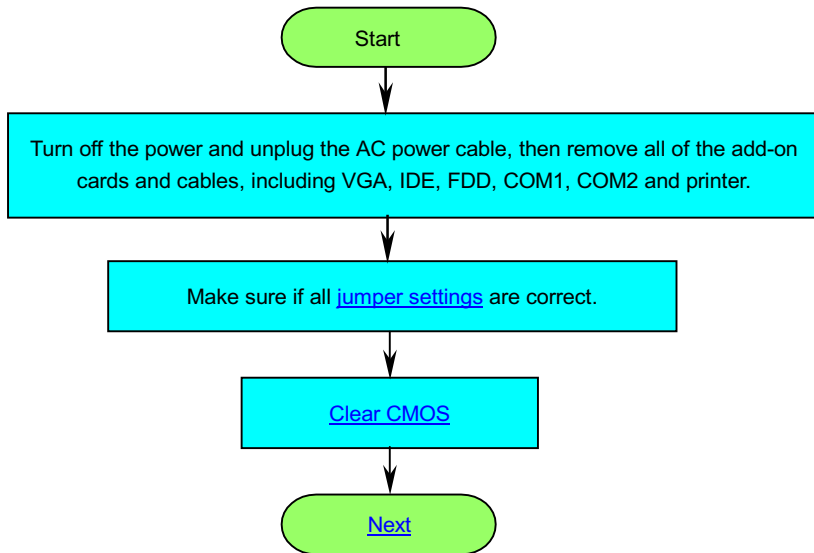 Start
Turn off the power and unplug the AC power cable, then remove all of the add-on
cards and cables, including VGA, IDE, FDD, COM1, COM2 and printer.
Make sure if all jumper settings are correct.
Clear CMOS
Next